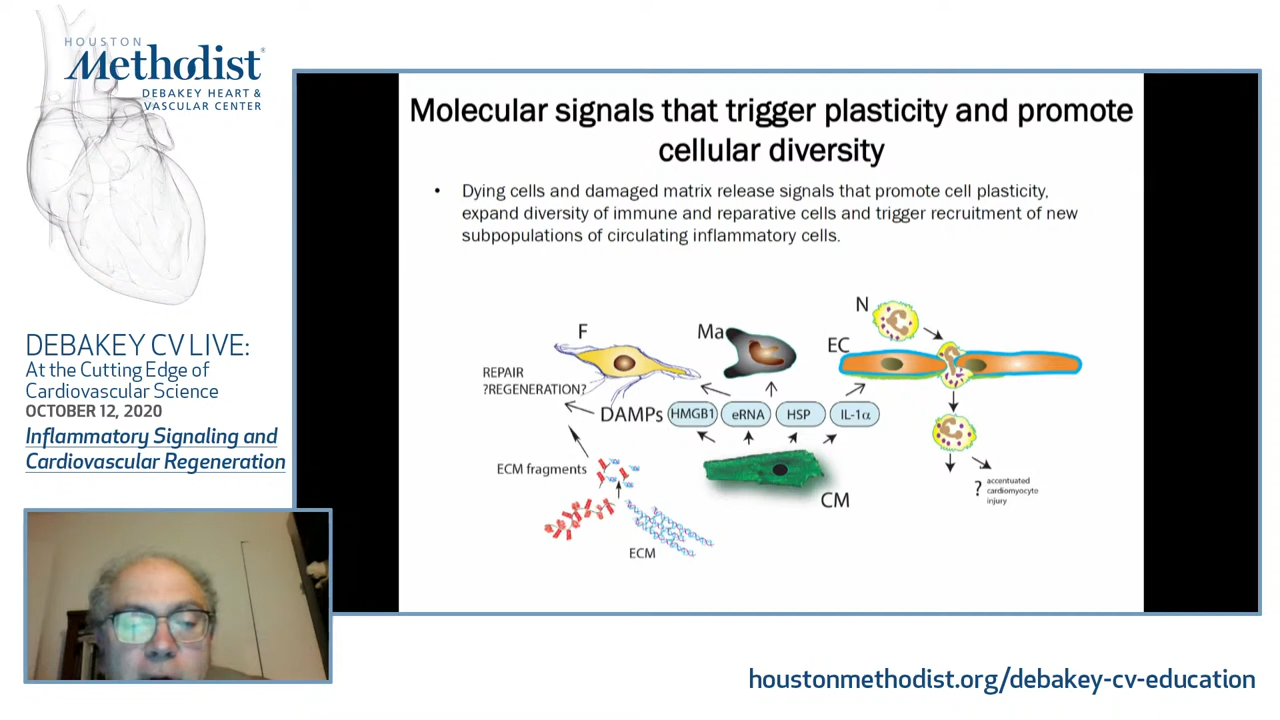 HOUSTON
Methodist®
DEBAKEY HEART &
VASCULAR CENTER
DEBAKEY CV LIVE:
At the Cutting Edge of
Cardiovascular Science
OCTOBER 12, 2020
Inflammatory Signaling and
Cardiovascular Regeneration
Molecular signals that trigger plasticity and promote
cellular diversity
• Dying cells and damaged matrix release signals that promote cell plasticity,
expand diversity of immune and reparative cells and trigger recruitment of new
subpopulations of circulating inflammatory cells.
N
F
Ma
EC
REPAIR
?REGENERATION?
DAMPs
HMGB1
eRNA
HSP
IL-1α
ECM fragments
CM
?
accentuated
cardiomyocyte
injury
ECM
houstonmethodist.org/debakey-cv-education